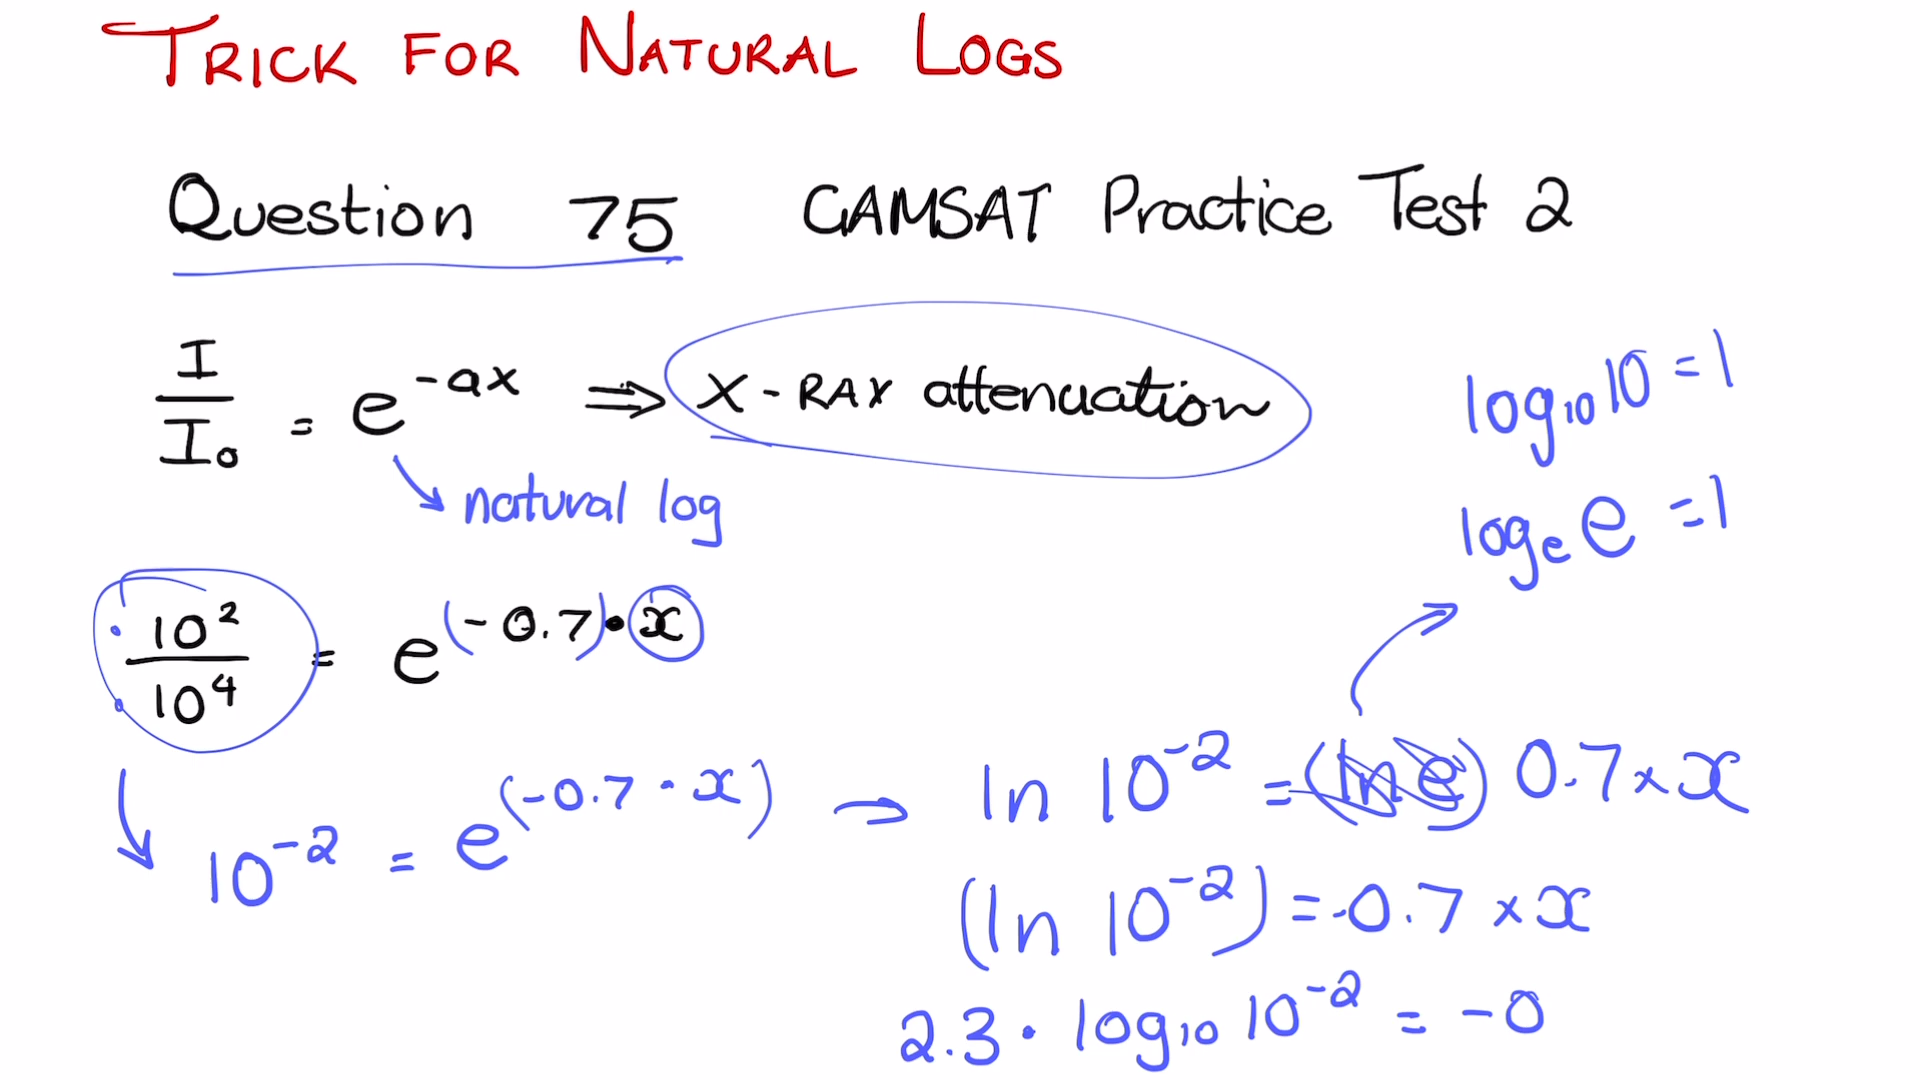 TRICK FOR NATURAL LOGS
Question 75 GAMSAT Practice Test 2
I/I₀ = e^(-ax) ⇒ X-RAY attenuation
log₁₀10 = 1
natural log
logₑe = 1
10²/10⁴ = e^((-0.7)•x)
10⁻² = e^((-0.7·x)) → ln 10⁻² = (ln e) 0.7 × x
(ln 10⁻²) = -0.7 × x
2.3 · log₁₀ 10⁻² = -0